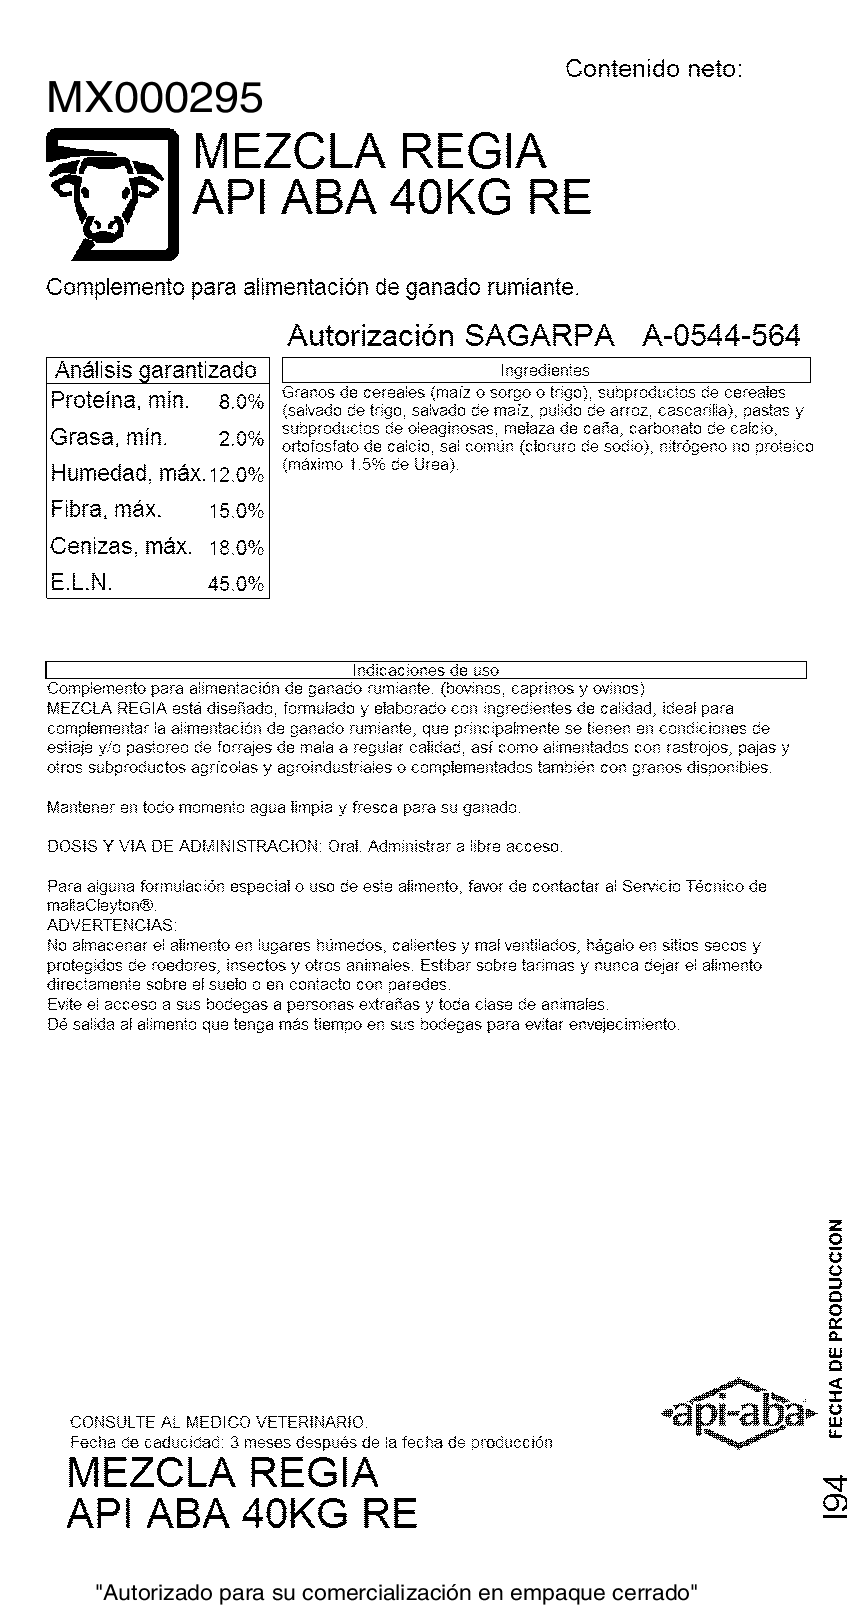 Contenido neto:
MX000295
MEZCLA REGIA
API ABA 40KG RE
Complemento para alimentación de ganado rumiante.
Autorización SAGARPA A-0544-564
Análisis garantizado
Proteína, mín. 8.0%
Grasa, mín. 2.0%
Humedad, máx. 12.0%
Fibra, máx. 15.0%
Cenizas, máx. 18.0%
E.L.N. 45.0%
Ingredientes
Granos de cereales (maíz o sorgo o trigo), subproductos de cereales
(salvado de trigo, salvado de maíz, pulido de arroz, cascarilla), pastas y
subproductos de oleaginosas, melaza de caña, carbonato de calcio,
ortofosfato de calcio, sal común (cloruro de sodio), nitrógeno no proteico
(máximo 1.5% de Urea).
Indicaciones de uso
Complemento para alimentación de ganado rumiante. (bovinos, caprinos y ovinos)
MEZCLA REGIA está diseñado, formulado y elaborado con ingredientes de calidad, ideal para
complementar la alimentación de ganado rumiante, que principalmente se tienen en condiciones de
estiaje y/o pastoreo de forrajes de mala a regular calidad, así como alimentados con rastrojos, pajas y
otros subproductos agrícolas y agroindustriales o complementados también con granos disponibles.
Mantener en todo momento agua limpia y fresca para su ganado.
DOSIS Y VIA DE ADMINISTRACION: Oral. Administrar a libre acceso.
Para alguna formulación especial o uso de este alimento, favor de contactar al Servicio Técnico de
maltaCleyton®.
ADVERTENCIAS:
No almacenar el alimento en lugares húmedos, calientes y mal ventilados, hágalo en sitios secos y
protegidos de roedores, insectos y otros animales. Estibar sobre tarimas y nunca dejar el alimento
directamente sobre el suelo o en contacto con paredes.
Evite el acceso a sus bodegas a personas extrañas y toda clase de animales.
Dé salida al alimento que tenga más tiempo en sus bodegas para evitar envejecimiento.
FECHA DE PRODUCCION
api-aba
CONSULTE AL MEDICO VETERINARIO.
Fecha de caducidad: 3 meses después de la fecha de producción
MEZCLA REGIA
API ABA 40KG RE
I94
"Autorizado para su comercialización en empaque cerrado"